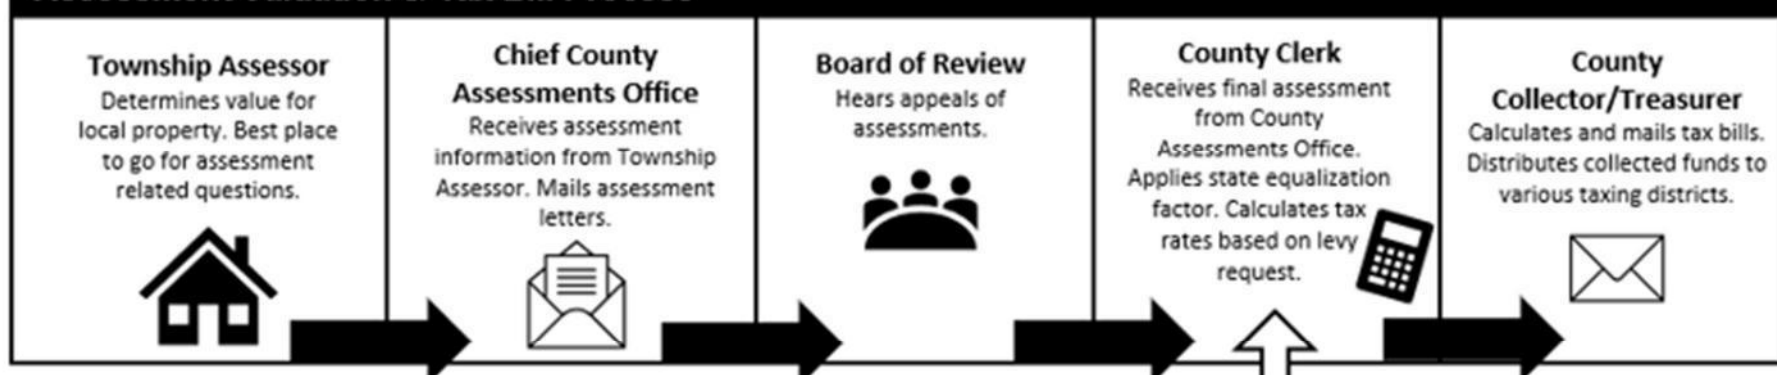 Township Assessor
Determines value for
local property. Best place
to go for assessment
related questions.
Chief County
Assessments Office
Receives assessment
information from Township
Assessor. Mails assessment
letters.
Board of Review
Hears appeals of
assessments.
County Clerk
Receives final assessment
from County
Assessments Office.
Applies state equalization
factor. Calculates tax
rates based on levy
request.
County
Collector/Treasurer
Calculates and mails tax bills.
Distributes collected funds to
various taxing districts.